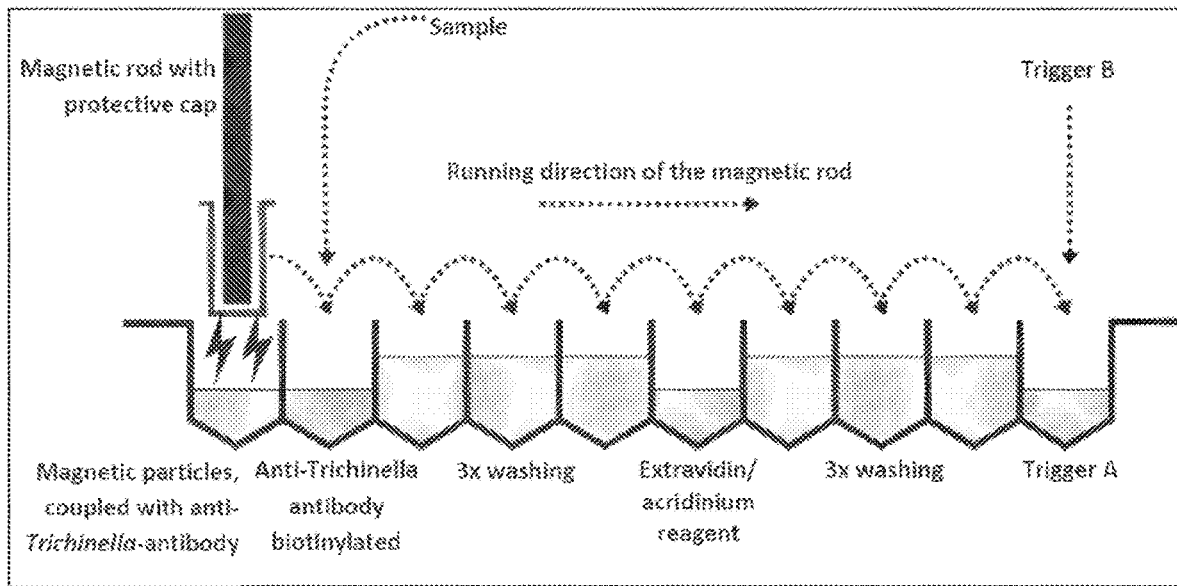 Sample
Magnetic rod with
protective cap
Trigger B
Running direction of the magnetic rod
Magnetic particles,
coupled with anti-
Trichinella-antibody
Anti-Trichinella
antibody
biotinylated
3x washing
Extravidin/
acridinium
reagent
3x washing
Trigger A